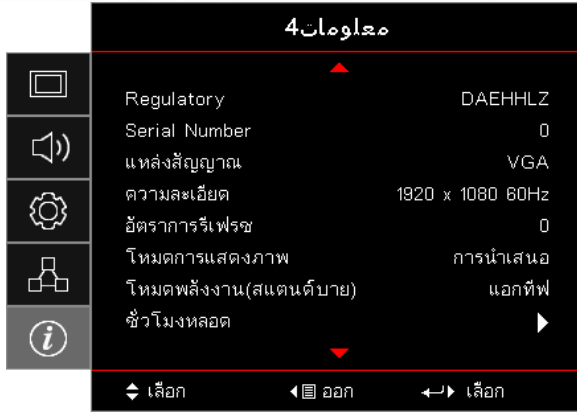 معلومات4
Regulatory DAEHHLZ
Serial Number 0
แหล่งสัญญาณ VGA
ความละเอียด 1920 x 1080 60Hz
อัตราการรีเฟรช 0
โหมดการแสดงภาพ การนำเสนอ
โหมดพลังงาน(สแตนด์บาย) แอกทีฟ
ชั่วโมงหลอด
เลือก ออก เลือก